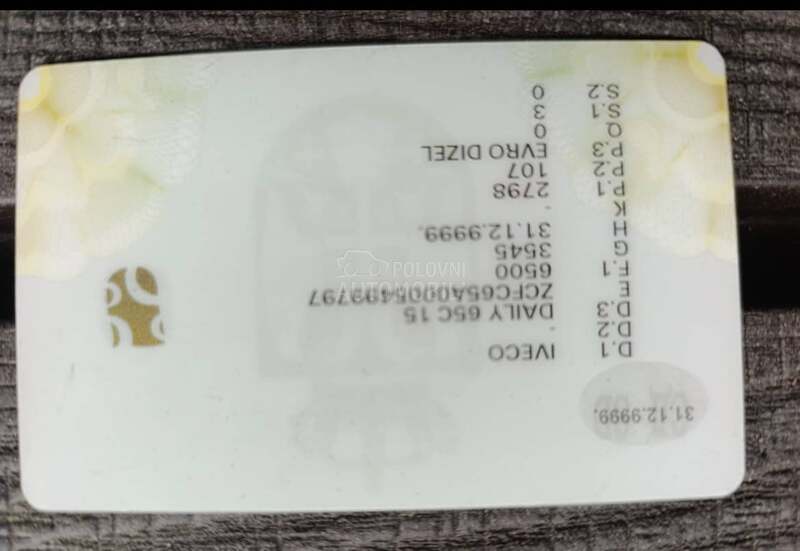 31.12.9999.
D.1 IVECO
D.2 -
D.3 DAILY 65C 15
E ZCFC65A0005499797
F.1 6500
G 3545
H 31.12.9999.
K -
P.1 2798
P.2 107
P.3 EVRO DIZEL
Q 0
S.1 3
S.2 0
POLOVNI
AUTOMOBILI